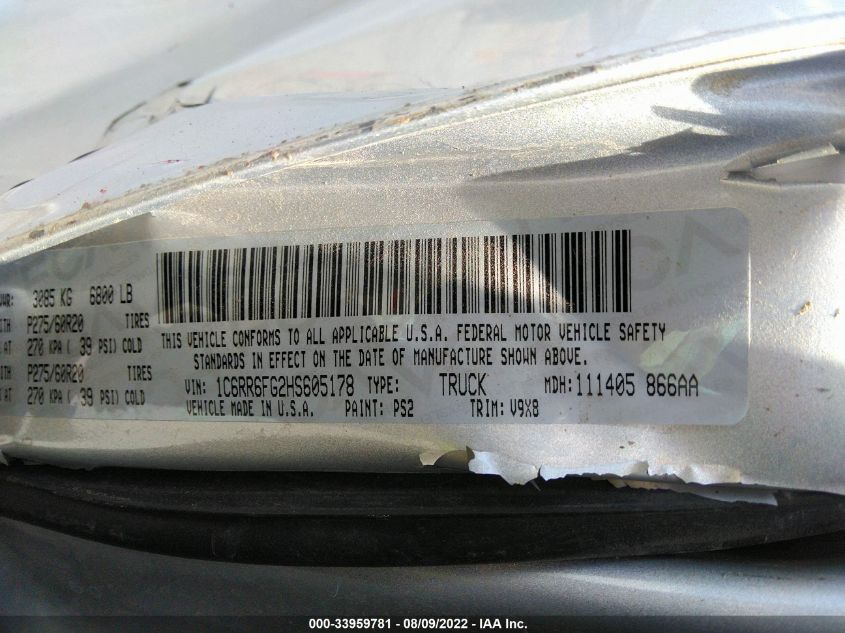 3085 KG 6800 LB
P275/60R20 TIRES
AT 270 KPA ( 39 PSI) COLD
P275/60R20 TIRES
AT 270 KPA ( 39 PSI) COLD
THIS VEHICLE CONFORMS TO ALL APPLICABLE U.S.A. FEDERAL MOTOR VEHICLE SAFETY
STANDARDS IN EFFECT ON THE DATE OF MANUFACTURE SHOWN ABOVE.
VIN: 1C6RR6FG2HS605178 TYPE: TRUCK MDH: 111405 866AA
VEHICLE MADE IN U.S.A. PAINT: PS2 TRIM: V9X8
000-33959781 - 08/09/2022 - IAA Inc.